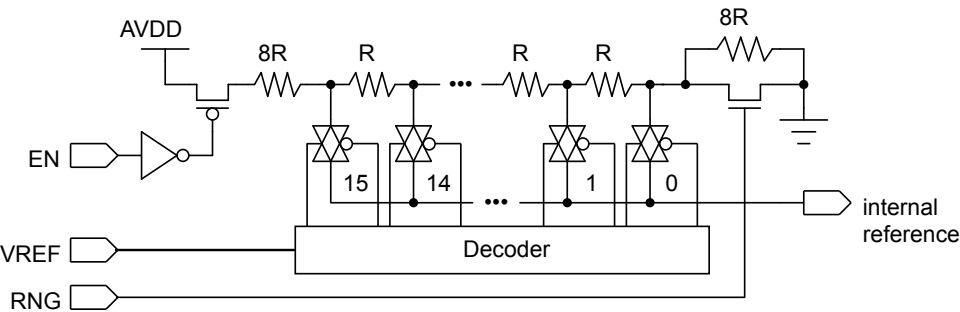 8R
AVDD
8R
R
R
R
•••
EN
15
14
1
0
•••
internal
reference
VREF
Decoder
RNG